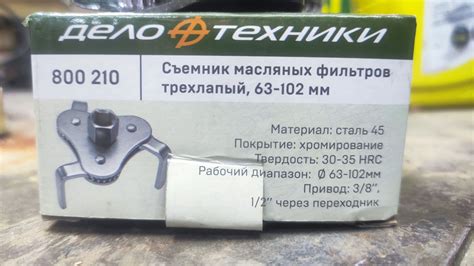 ДЕЛО ТЕХНИКИ
800 210
Съемник масляных фильтров
трехлапый, 63-102 мм
Материал: сталь 45
Покрытие: хромирование
Твердость: 30-35 HRC
Рабочий диапазон: Ø 63-102мм
Привод: 3/8",
1/2" через переходник